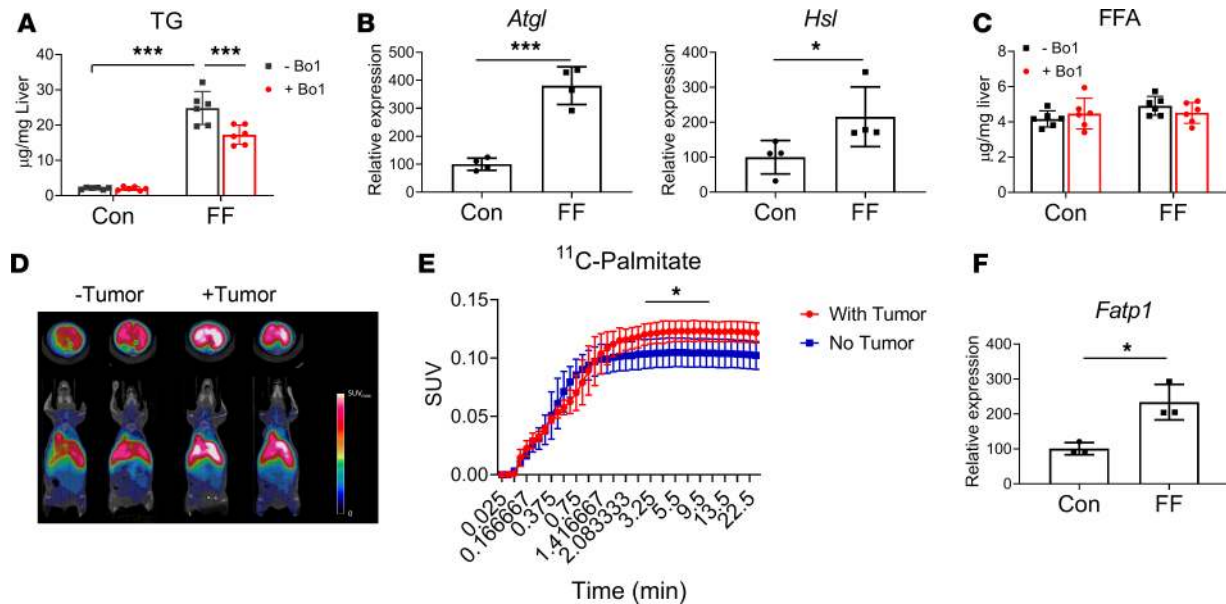 A
TG
*** ***
- Bo1
+ Bo1
µg/mg Liver
40
30
20
10
0
Con FF
B
Atgl
***
Relative expression
500
400
300
200
100
0
Con FF
Hsl
*
Relative expression
400
300
200
100
0
Con FF
C
FFA
- Bo1
+ Bo1
µg/mg liver
8
6
4
2
0
Con FF
D
-Tumor +Tumor
0
E
11C-Palmitate
*
With Tumor
No Tumor
SUV
0.15
0.10
0.05
0.00
0.025
0.166667
0.375
0.75
1.416667
2.083333
3.25
5.5
9.5
13.5
22.5
Time (min)
F
Fatp1
*
Relative expression
400
300
200
100
0
Con FF